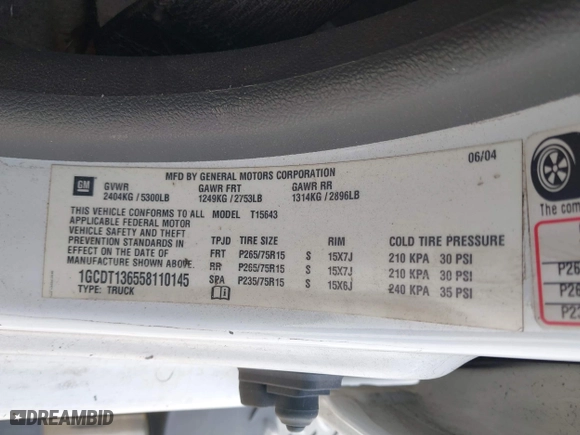 MFD BY GENERAL MOTORS CORPORATION 06/04
GM GVWR GAWR FRT GAWR RR
2404KG / 5300LB 1249KG / 2753LB 1314KG / 2896LB
THIS VEHICLE CONFORMS TO ALL MODEL T15643
APPLICABLE FEDERAL MOTOR
VEHICLE SAFETY AND THEFT
PREVENTION STANDARDS IN TPJD TIRE SIZE RIM COLD TIRE PRESSURE
EFFECT ON THE DATE OF FRT P265/75R15 S 15X7J 210 KPA 30 PSI
MANUFACTURE SHOWN ABOVE. RR P265/75R15 S 15X7J 210 KPA 30 PSI
1GCDT136558110145 SPA P235/75R15 S 15X6J 240 KPA 35 PSI
TYPE: TRUCK
The com
P26
P26
P23
DREAMBID